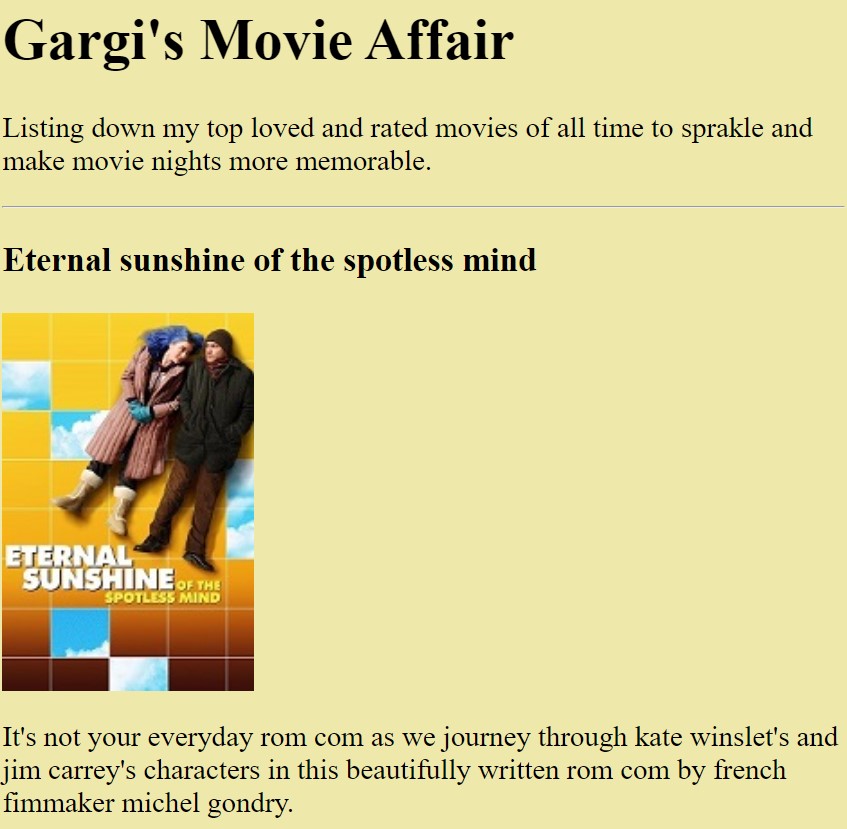 Gargi's Movie Affair
Listing down my top loved and rated movies of all time to sprakle and
make movie nights more memorable.
Eternal sunshine of the spotless mind
ETERNAL
SUNSHINE OF THE
SPOTLESS MIND
It's not your everyday rom com as we journey through kate winslet's and
jim carrey's characters in this beautifully written rom com by french
fimmaker michel gondry.